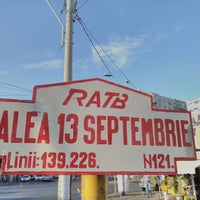 RATB
ALEA 13 SEPTEMBRIE
Linii: 139.226. N121.